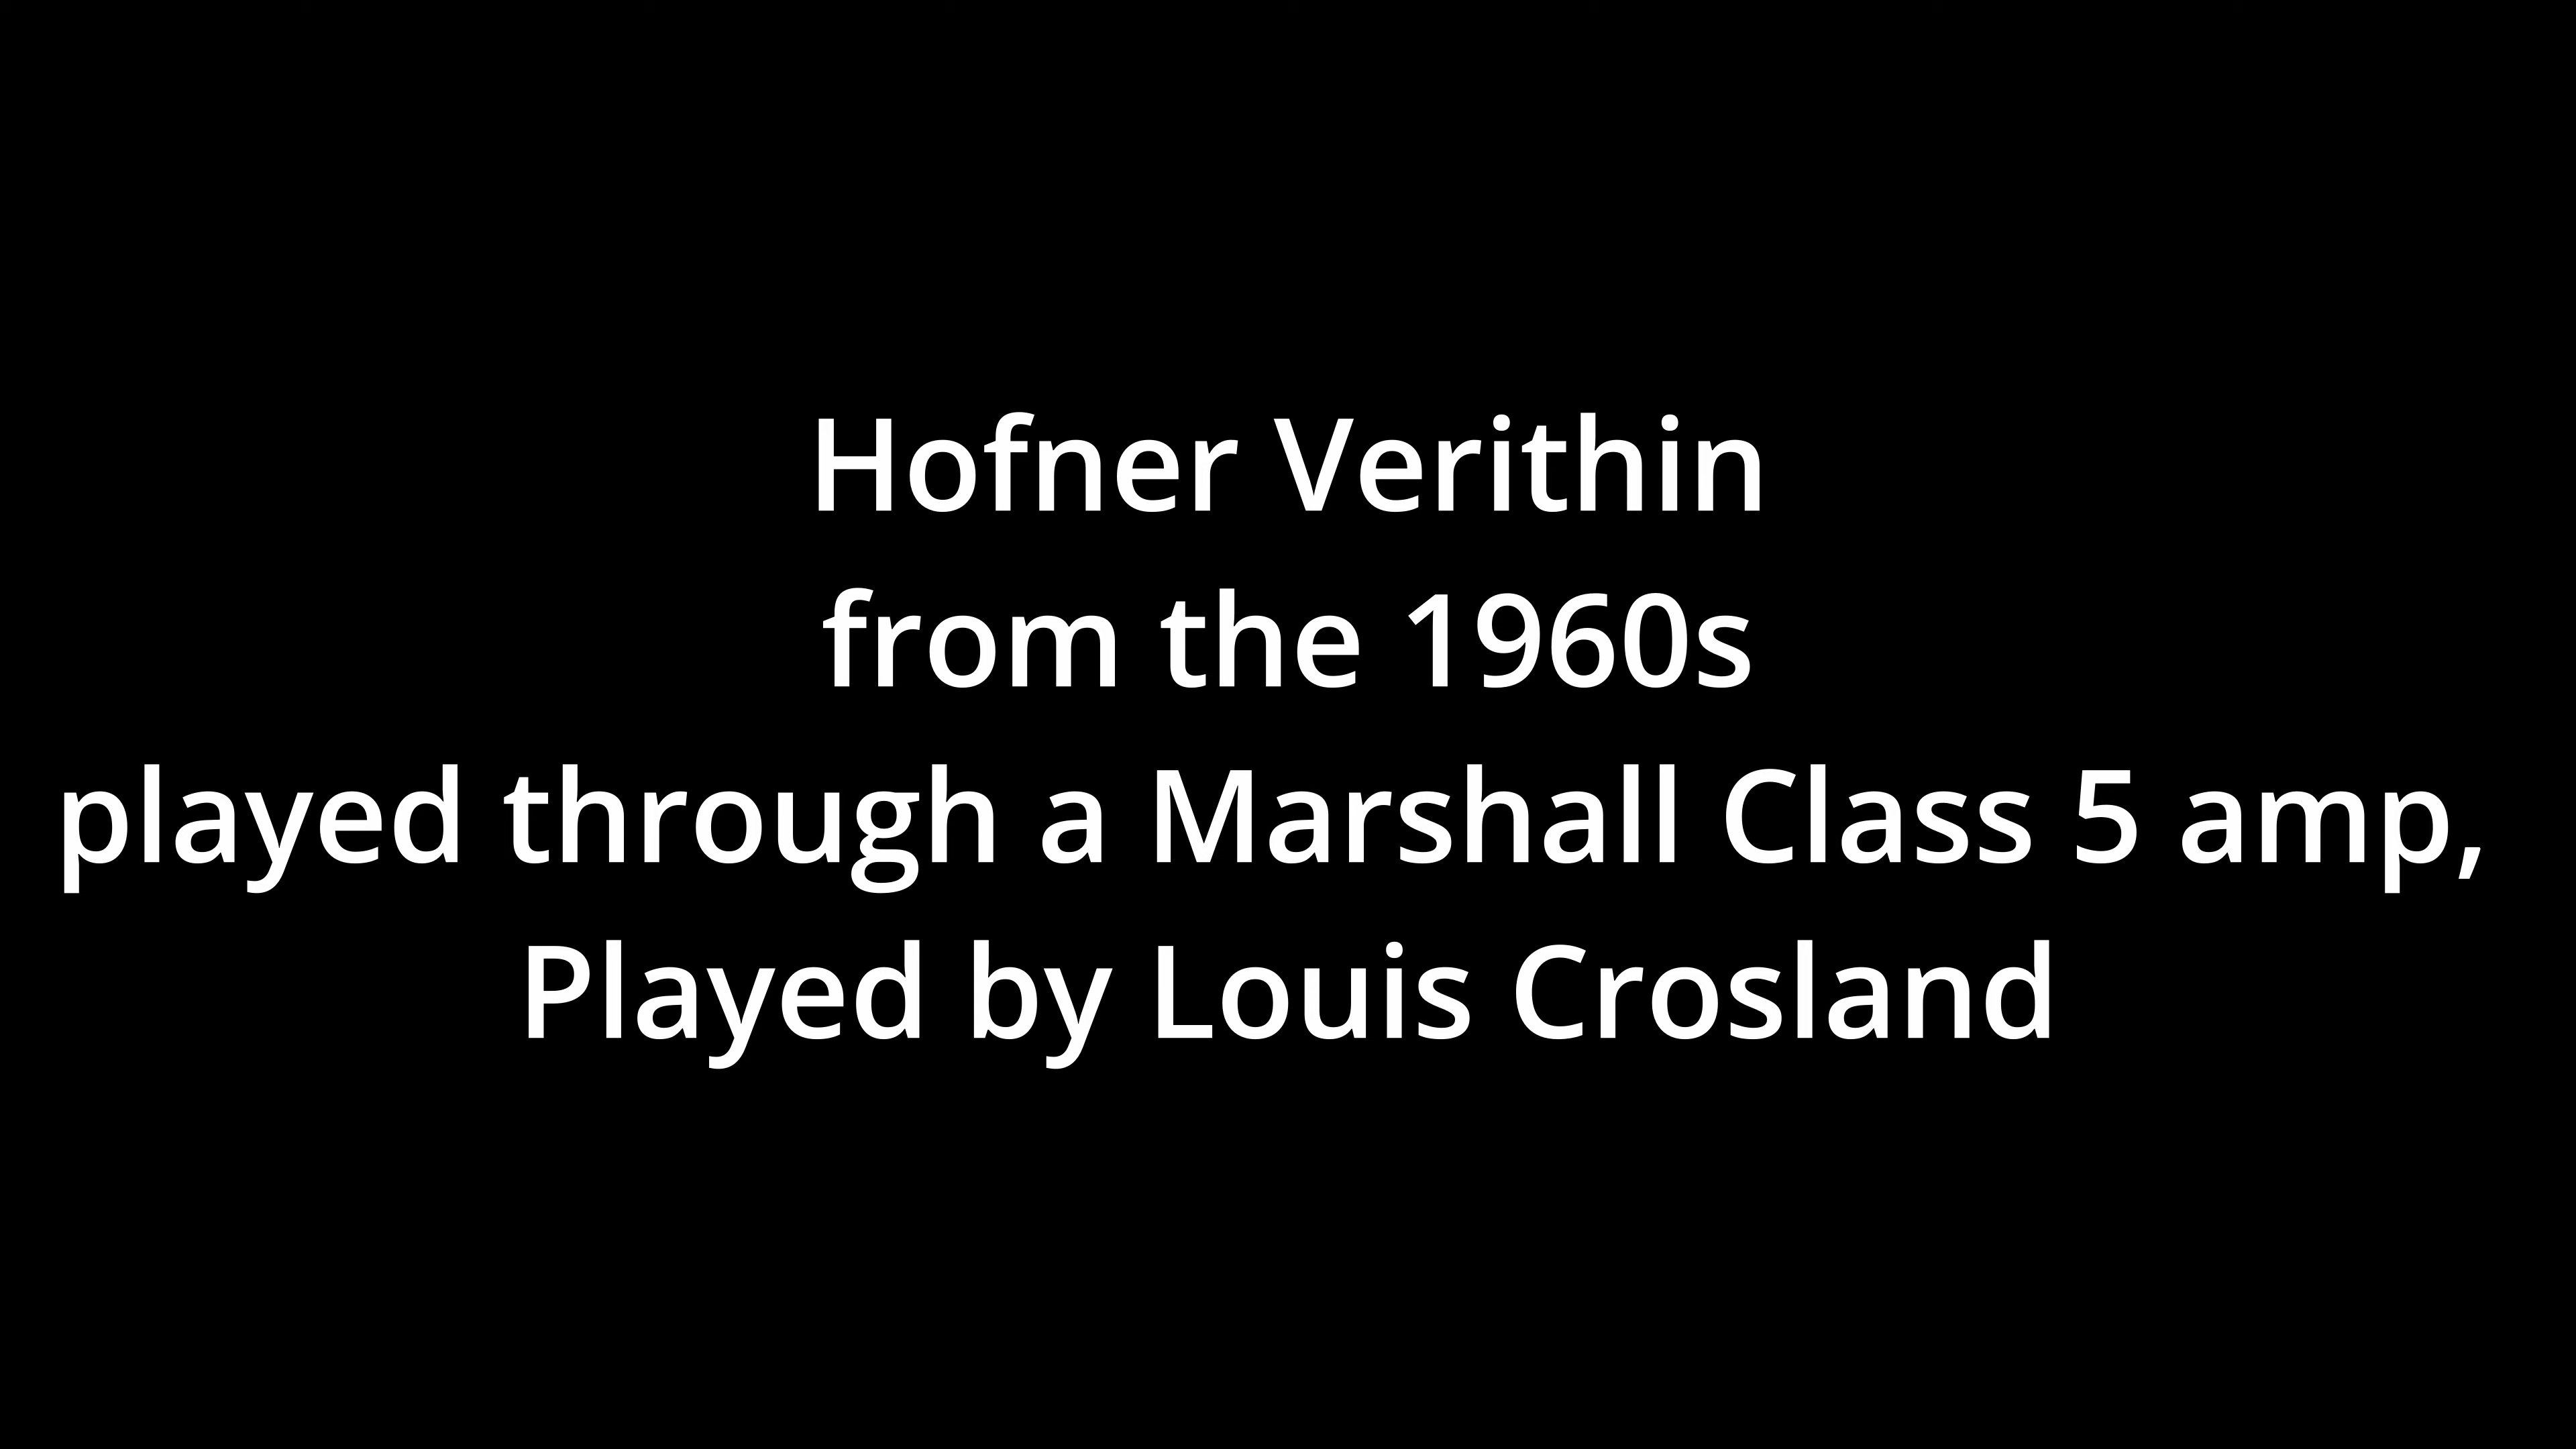 Hofner Verithin
from the 1960s
played through a Marshall Class 5 amp,
Played by Louis Crosland